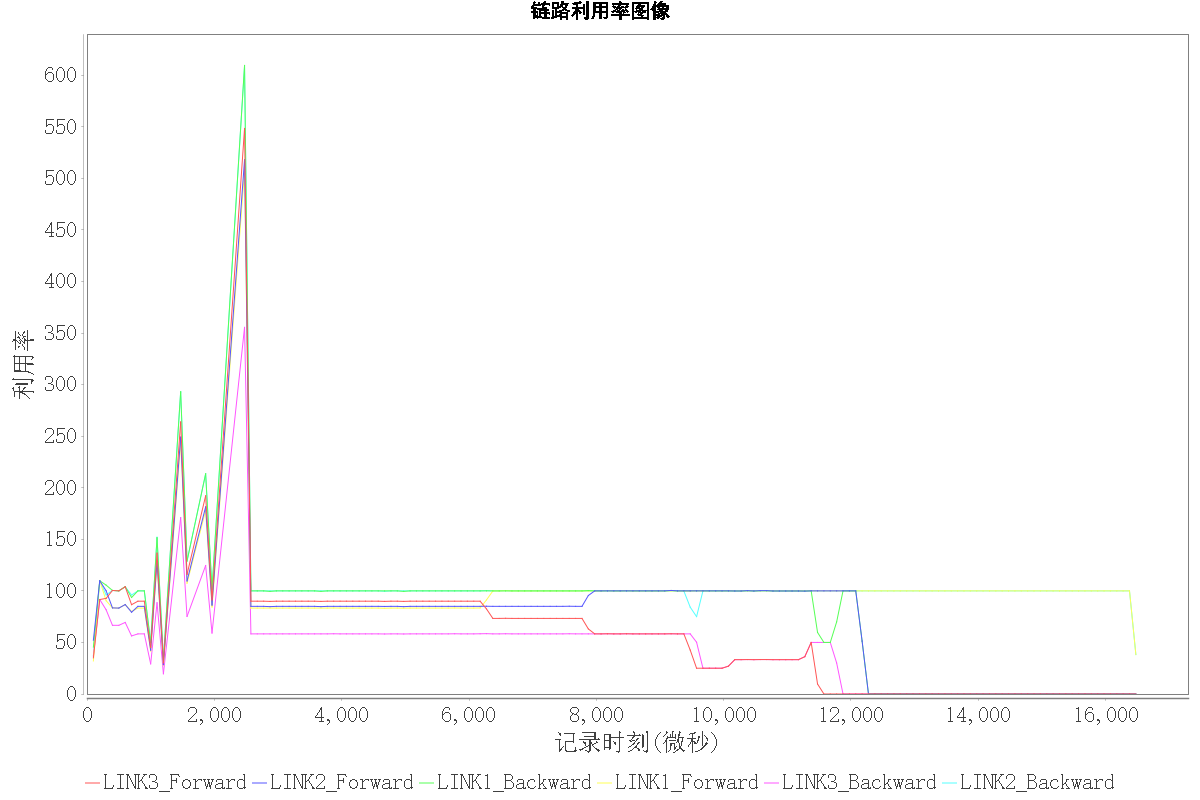 链路利用率图像
600
550
500
450
400
350
300
250
200
150
100
50
0
利用率
0 2,000 4,000 6,000 8,000 10,000 12,000 14,000 16,000
记录时刻(微秒)
LINK3_Forward LINK2_Forward LINK1_Backward LINK1_Forward LINK3_Backward LINK2_Backward